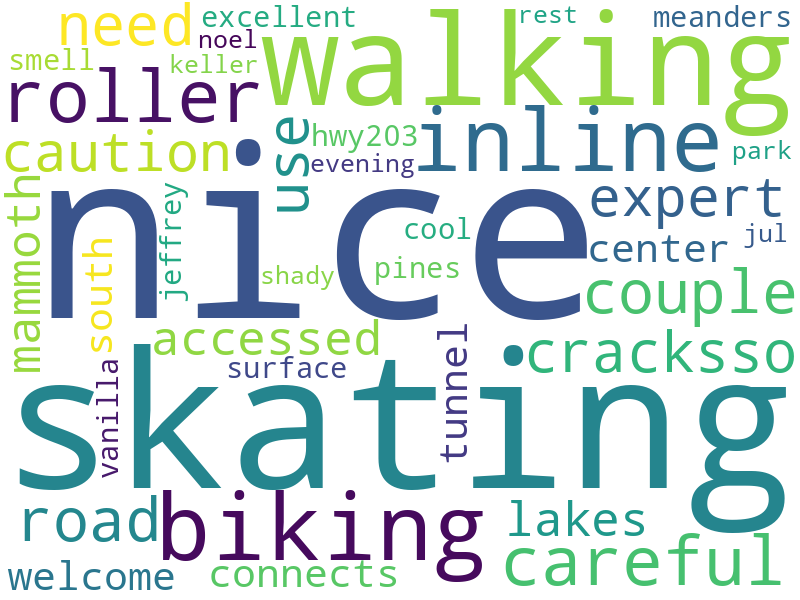 need
excellent
noel
rest
meanders
smell
keller
walking
roller
caution
use
hwy203
evening
inline
park
mammoth
nice
jeffrey
expert
cool
center
jul
south
shady
pines
couple
accessed
surface
tunnel
cracksso
vanilla
skating
road
biking
lakes
careful
welcome
connects